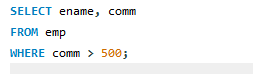 SELECT ename, comm
FROM emp
WHERE comm > 500;